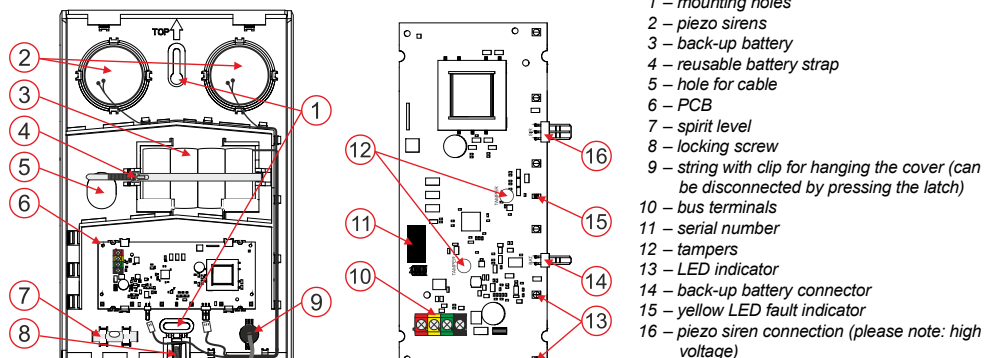 TOP
2
3
4
5
6
7
8
1
9
12
11
10
16
15
14
13
TAMPER
TAMPER
BAT
1 – mounting holes
2 – piezo sirens
3 – back-up battery
4 – reusable battery strap
5 – hole for cable
6 – PCB
7 – spirit level
8 – locking screw
9 – string with clip for hanging the cover (can
be disconnected by pressing the latch)
10 – bus terminals
11 – serial number
12 – tampers
13 – LED indicator
14 – back-up battery connector
15 – yellow LED fault indicator
16 – piezo siren connection (please note: high
voltage)